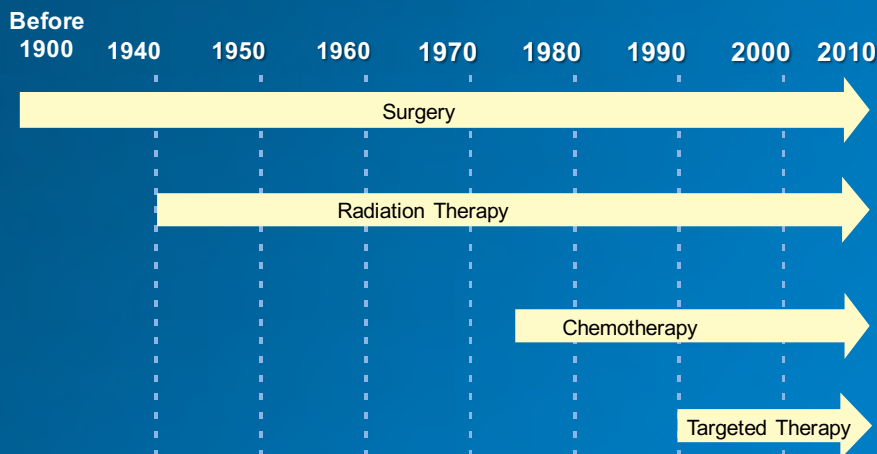 Before
1900 1940 1950 1960 1970 1980 1990 2000 2010
Surgery
Radiation Therapy
Chemotherapy
Targeted Therapy